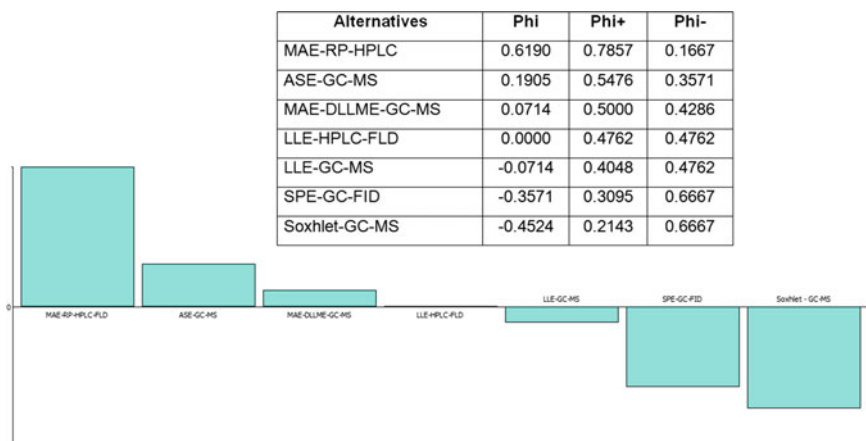 Alternatives Phi Phi+ Phi-
MAE-RP-HPLC 0.6190 0.7857 0.1667
ASE-GC-MS 0.1905 0.5476 0.3571
MAE-DLLME-GC-MS 0.0714 0.5000 0.4286
LLE-HPLC-FLD 0.0000 0.4762 0.4762
LLE-GC-MS -0.0714 0.4048 0.4762
SPE-GC-FID -0.3571 0.3095 0.6667
Soxhlet-GC-MS -0.4524 0.2143 0.6667
LLE-GC-MS SPE-GC-FID Soxhlet - GC-MS
0
MAE-RP-HPLC-FLD ASE-GC-MS MAE-DLLME-GC-MS LLE-HPLC-FLD